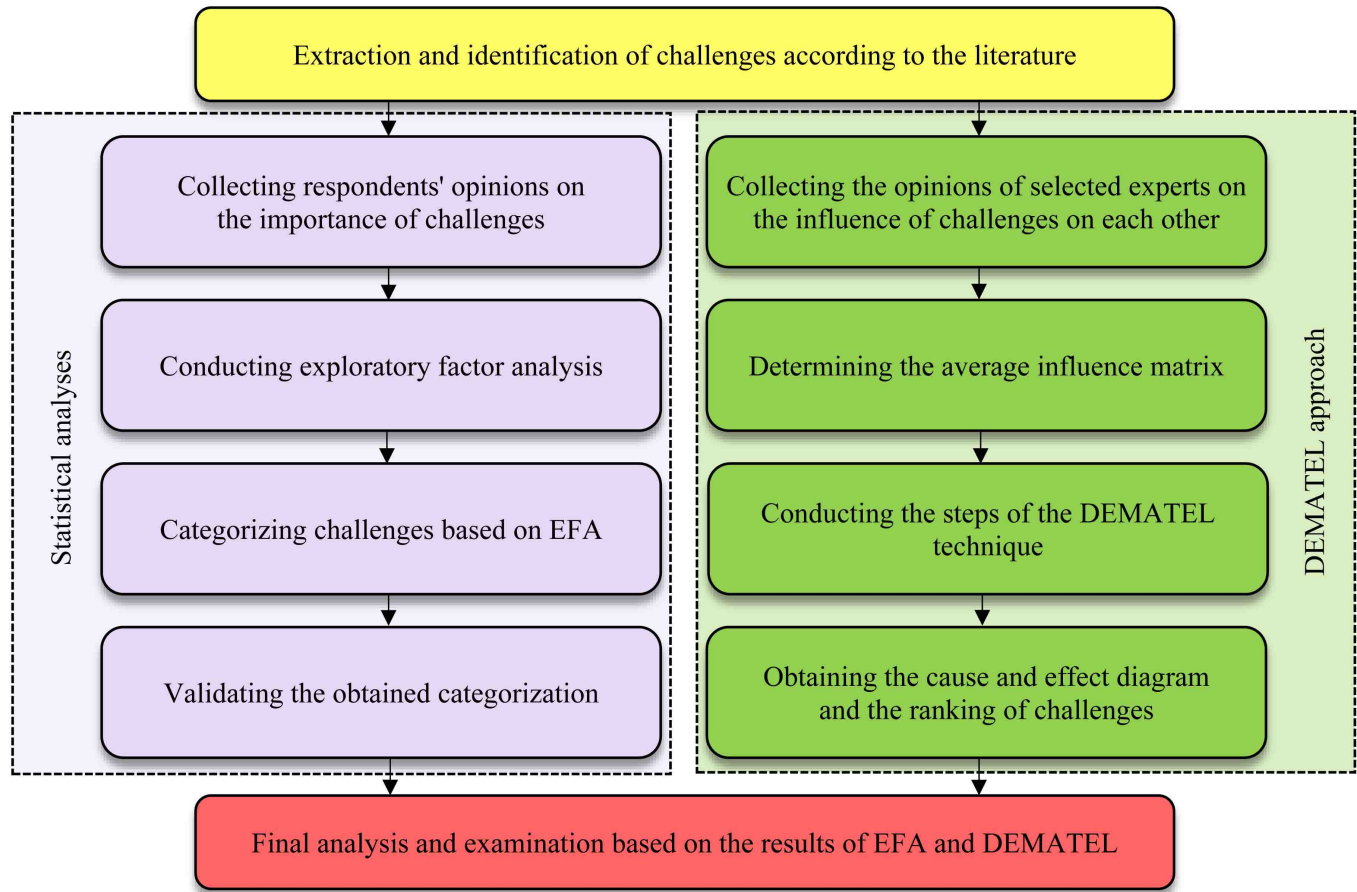 Extraction and identification of challenges according to the literature
Statistical analyses
Collecting respondents' opinions on
the importance of challenges
Conducting exploratory factor analysis
Categorizing challenges based on EFA
Validating the obtained categorization
Collecting the opinions of selected experts on
the influence of challenges on each other
Determining the average influence matrix
Conducting the steps of the DEMATEL
technique
Obtaining the cause and effect diagram
and the ranking of challenges
DEMATEL approach
Final analysis and examination based on the results of EFA and DEMATEL